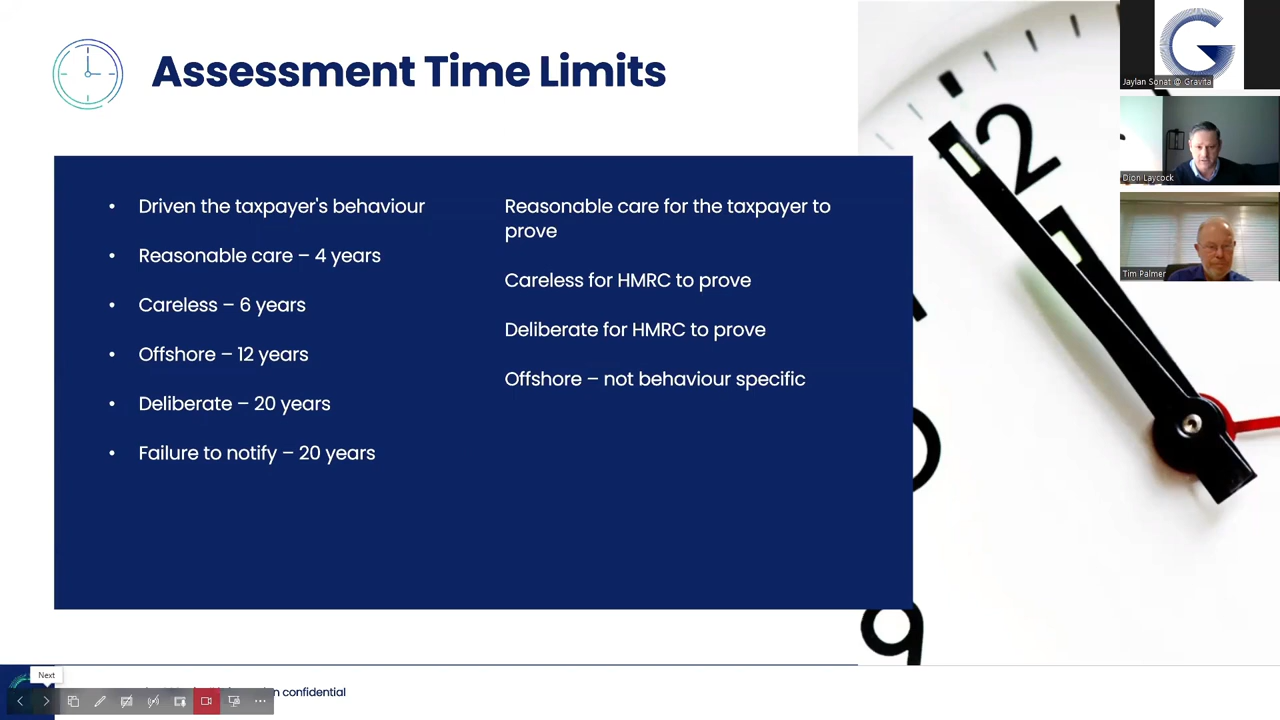 Assessment Time Limits
• Driven the taxpayer's behaviour
• Reasonable care – 4 years
• Careless – 6 years
• Offshore – 12 years
• Deliberate – 20 years
• Failure to notify – 20 years
Reasonable care for the taxpayer to
prove
Careless for HMRC to prove
Deliberate for HMRC to prove
Offshore – not behaviour specific
2
9
G
Jaylan Sonat @ Gravita
Dion Laycock
Tim Palmer
Next
confidential